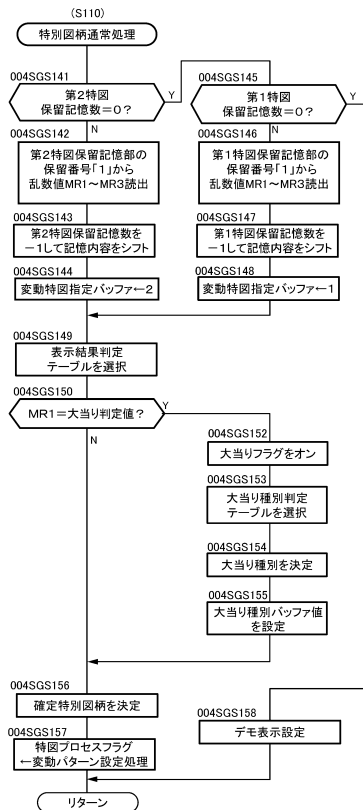 (S110)
特別図柄通常処理
004SGS141
第2特図
保留記憶数=0?
Y
N
004SGS142
第2特図保留記憶部の
保留番号「1」から
乱数値MR1~MR3読出
004SGS143
第2特図保留記憶数を
-1して記憶内容をシフト
004SGS144
変動特図指定バッファ←2
004SGS145
第1特図
保留記憶数=0?
Y
N
004SGS146
第1特図保留記憶部の
保留番号「1」から
乱数値MR1~MR3読出
004SGS147
第1特図保留記憶数を
-1して記憶内容をシフト
004SGS148
変動特図指定バッファ←1
004SGS149
表示結果判定
テーブルを選択
004SGS150
MR1=大当り判定値?
Y
N
004SGS152
大当りフラグをオン
004SGS153
大当り種別判定
テーブルを選択
004SGS154
大当り種別を決定
004SGS155
大当り種別バッファ値
を設定
004SGS156
確定特別図柄を決定
004SGS157
特図プロセスフラグ
←変動パターン設定処理
004SGS158
デモ表示設定
リターン